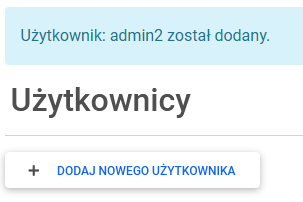 Użytkownik: admin2 został dodany.
Użytkownicy
+ DODAJ NOWEGO UŻYTKOWNIKA